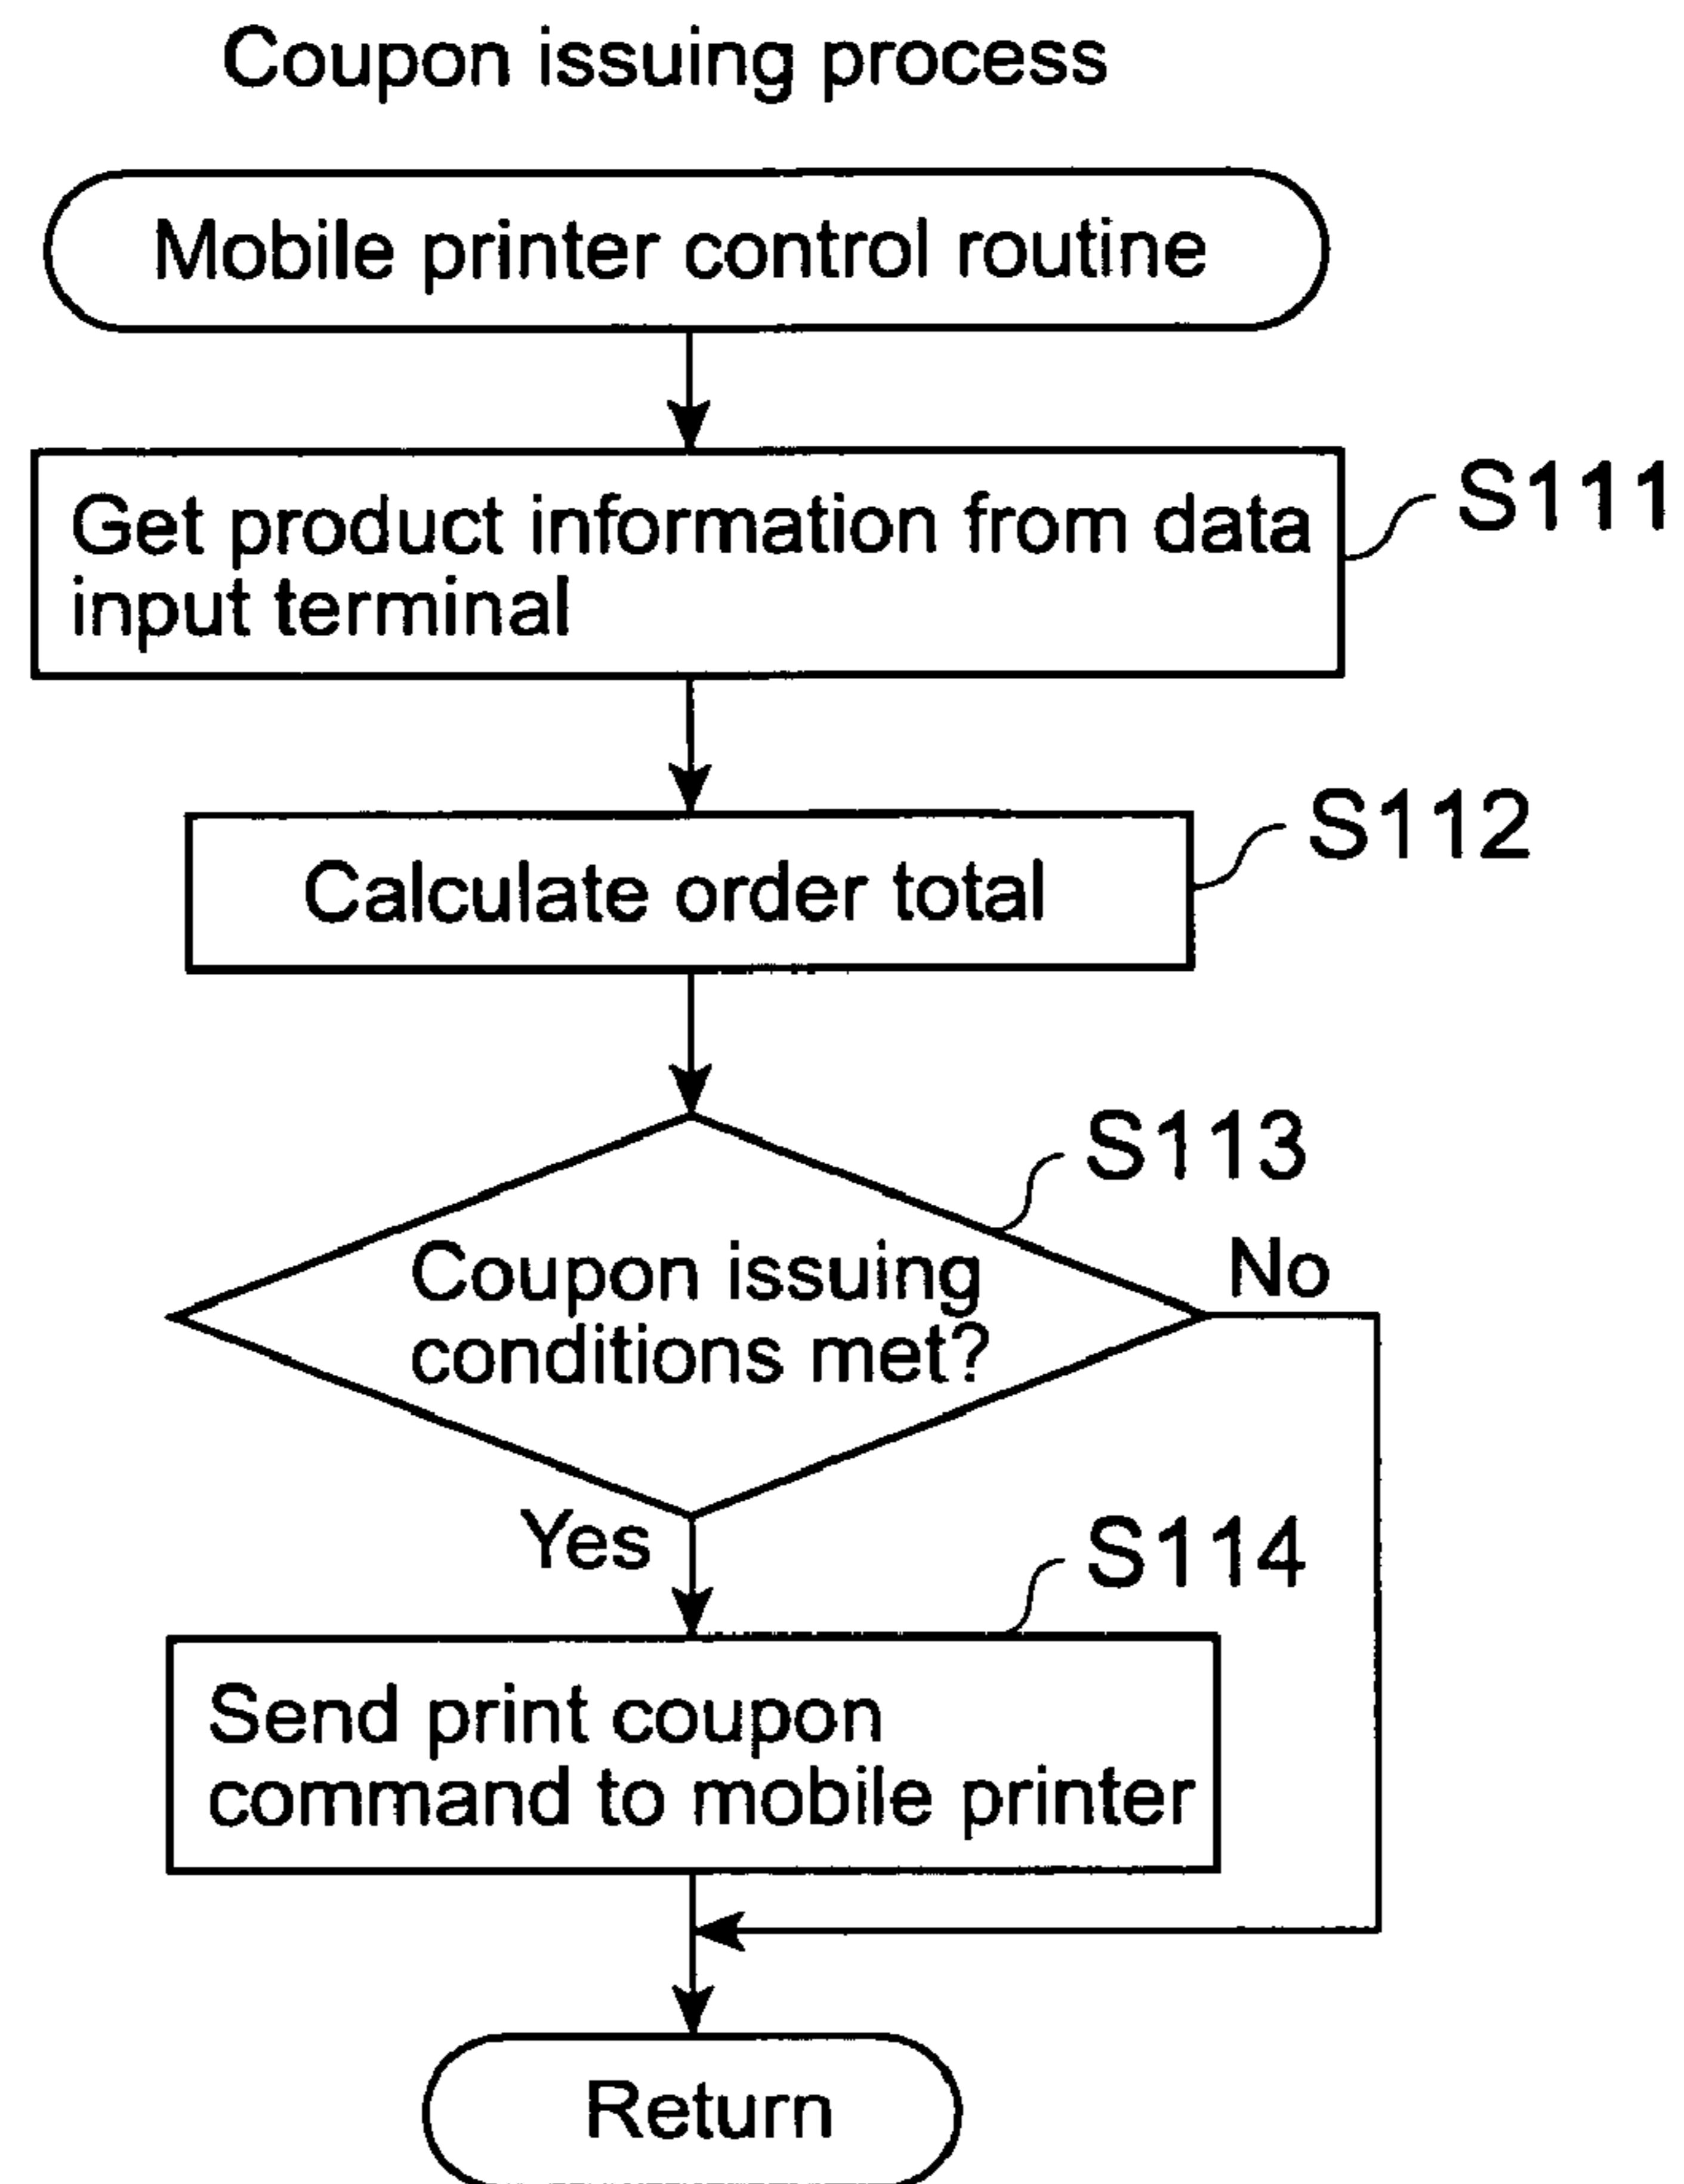 Coupon issuing process
Mobile printer control routine
Get product information from data
input terminal
S111
Calculate order total
S112
S113
Coupon issuing
conditions met?
No
Yes
S114
Send print coupon
command to mobile printer
Return